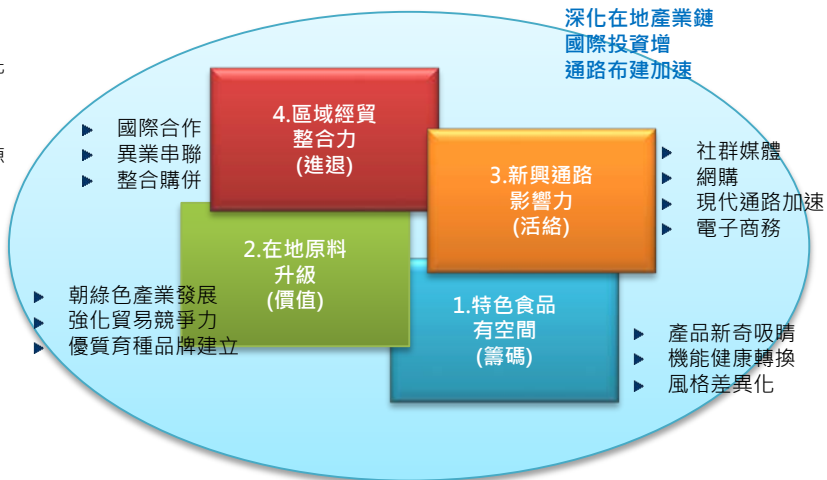 深化在地產業鏈
國際投資增
通路布建加速
4.區域經貿
整合力
(進退)
國際合作
異業串聯
整合購併
3.新興通路
影響力
(活絡)
社群媒體
網購
現代通路加速
電子商務
2.在地原料
升級
(價值)
朝綠色產業發展
強化貿易競爭力
優質育種品牌建立
1.特色食品
有空間
(籌碼)
產品新奇吸睛
機能健康轉換
風格差異化